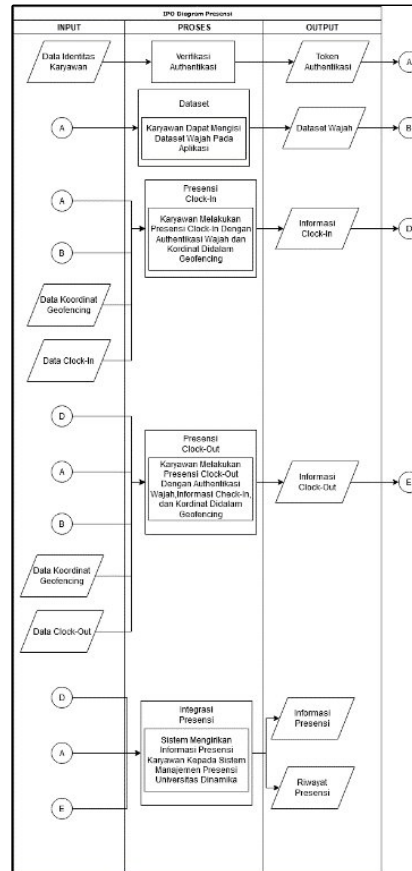 IPO Diagram Presensi
INPUT
PROSES
OUTPUT
Data Identitas
Karyawan
Verifikasi
Authentikasi
Token
Authentikasi
A
A
Dataset
Karyawan Dapat Mengisi
Dataset Wajah Pada
Aplikasi
Dataset Wajah
B
A
B
Data Koordinat
Geofencing
Data Clock-In
Presensi
Clock-In
Karyawan Melakukan
Presensi Clock-In Dengan
Authentikasi Wajah dan
Kordinat Didalam
Geofencing
Informasi
Clock-In
D
D
A
B
Data Koordinat
Geofencing
Data Clock-Out
Presensi
Clock-Out
Karyawan Melakukan
Presensi Clock-Out
Dengan Authentikasi
Wajah,Informasi Check-In,
dan Kordinat Didalam
Geofencing
Informasi
Clock-Out
E
D
A
E
Integrasi
Presensi
Sistem Mengirikan
Informasi Presensi
Karyawan Kepada Sistem
Manajemen Presensi
Universitas Dinamika
Informasi
Presensi
Riwayat
Presensi